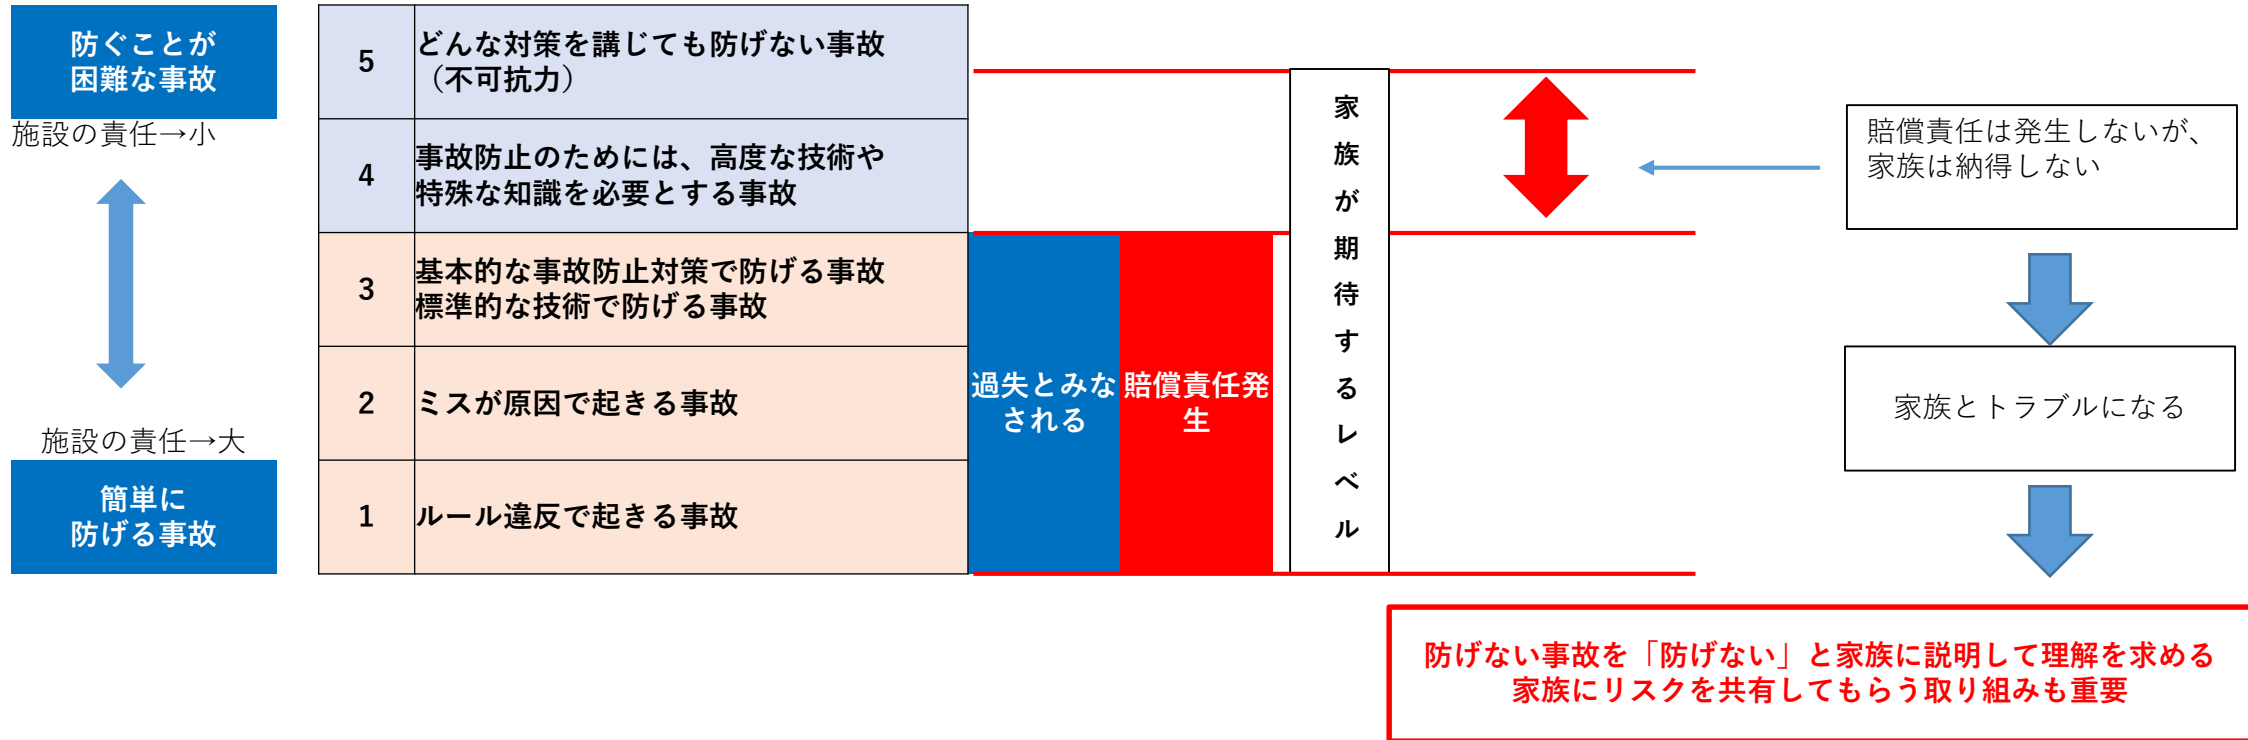 防ぐことが
困難な事故
施設の責任→小
施設の責任→大
簡単に
防げる事故
5
どんな対策を講じても防げない事故
（不可抗力）
4
事故防止のためには、高度な技術や
特殊な知識を必要とする事故
3
基本的な事故防止対策で防げる事故
標準的な技術で防げる事故
2
ミスが原因で起きる事故
1
ルール違反で起きる事故
過失とみな
される
賠償責任発
生
家族が期待するレベル
賠償責任は発生しないが、
家族は納得しない
家族とトラブルになる
防げない事故を「防げない」と家族に説明して理解を求める
家族にリスクを共有してもらう取り組みも重要